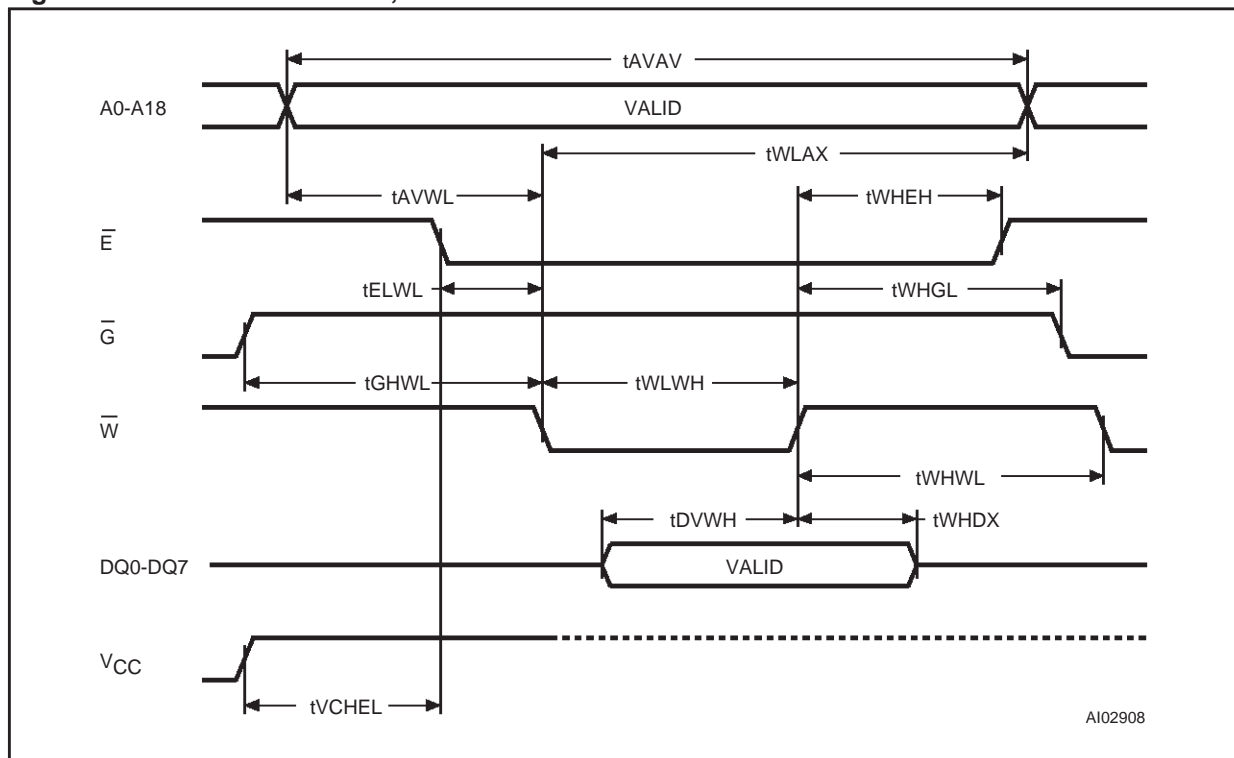 tAVAV
A0-A18
VALID
tWLAX
tAVWL
tWHEH
E
tELWL
tWHGL
G
tGHWL
tWLWH
W
tWHWL
tDVWH
tWHDX
DQ0-DQ7
VALID
VCC
tVCHEL
AI02908